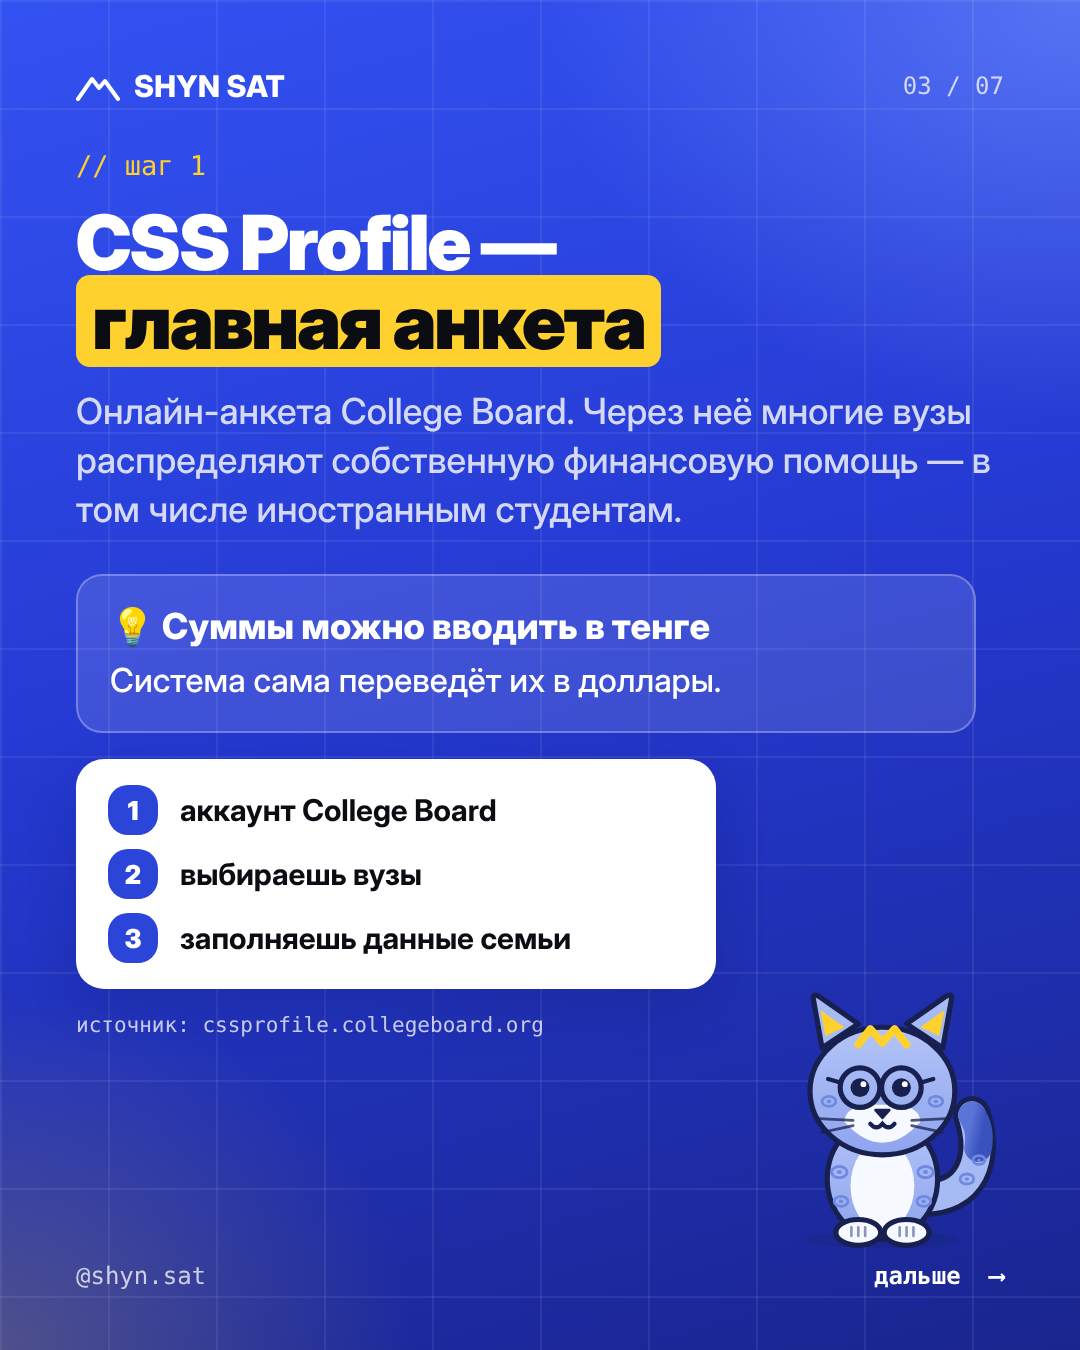 SHYN SAT
03 / 07
// шаг 1
CSS Profile —
главная анкета
Онлайн-анкета College Board. Через неё многие вузы
распределяют собственную финансовую помощь — в
том числе иностранным студентам.
💡 Суммы можно вводить в тенге
Система сама переведёт их в доллары.
1 аккаунт College Board
2 выбираешь вузы
3 заполняешь данные семьи
источник: cssprofile.collegeboard.org
@shyn.sat
дальше →